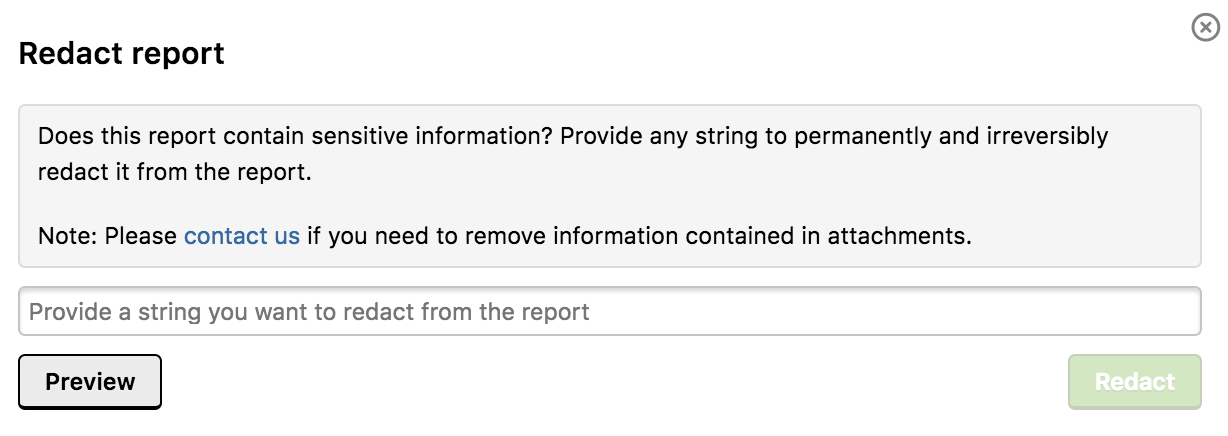 Redact report
Does this report contain sensitive information? Provide any string to permanently and irreversibly
redact it from the report.
Note: Please contact us if you need to remove information contained in attachments.
Provide a string you want to redact from the report
Preview
Redact